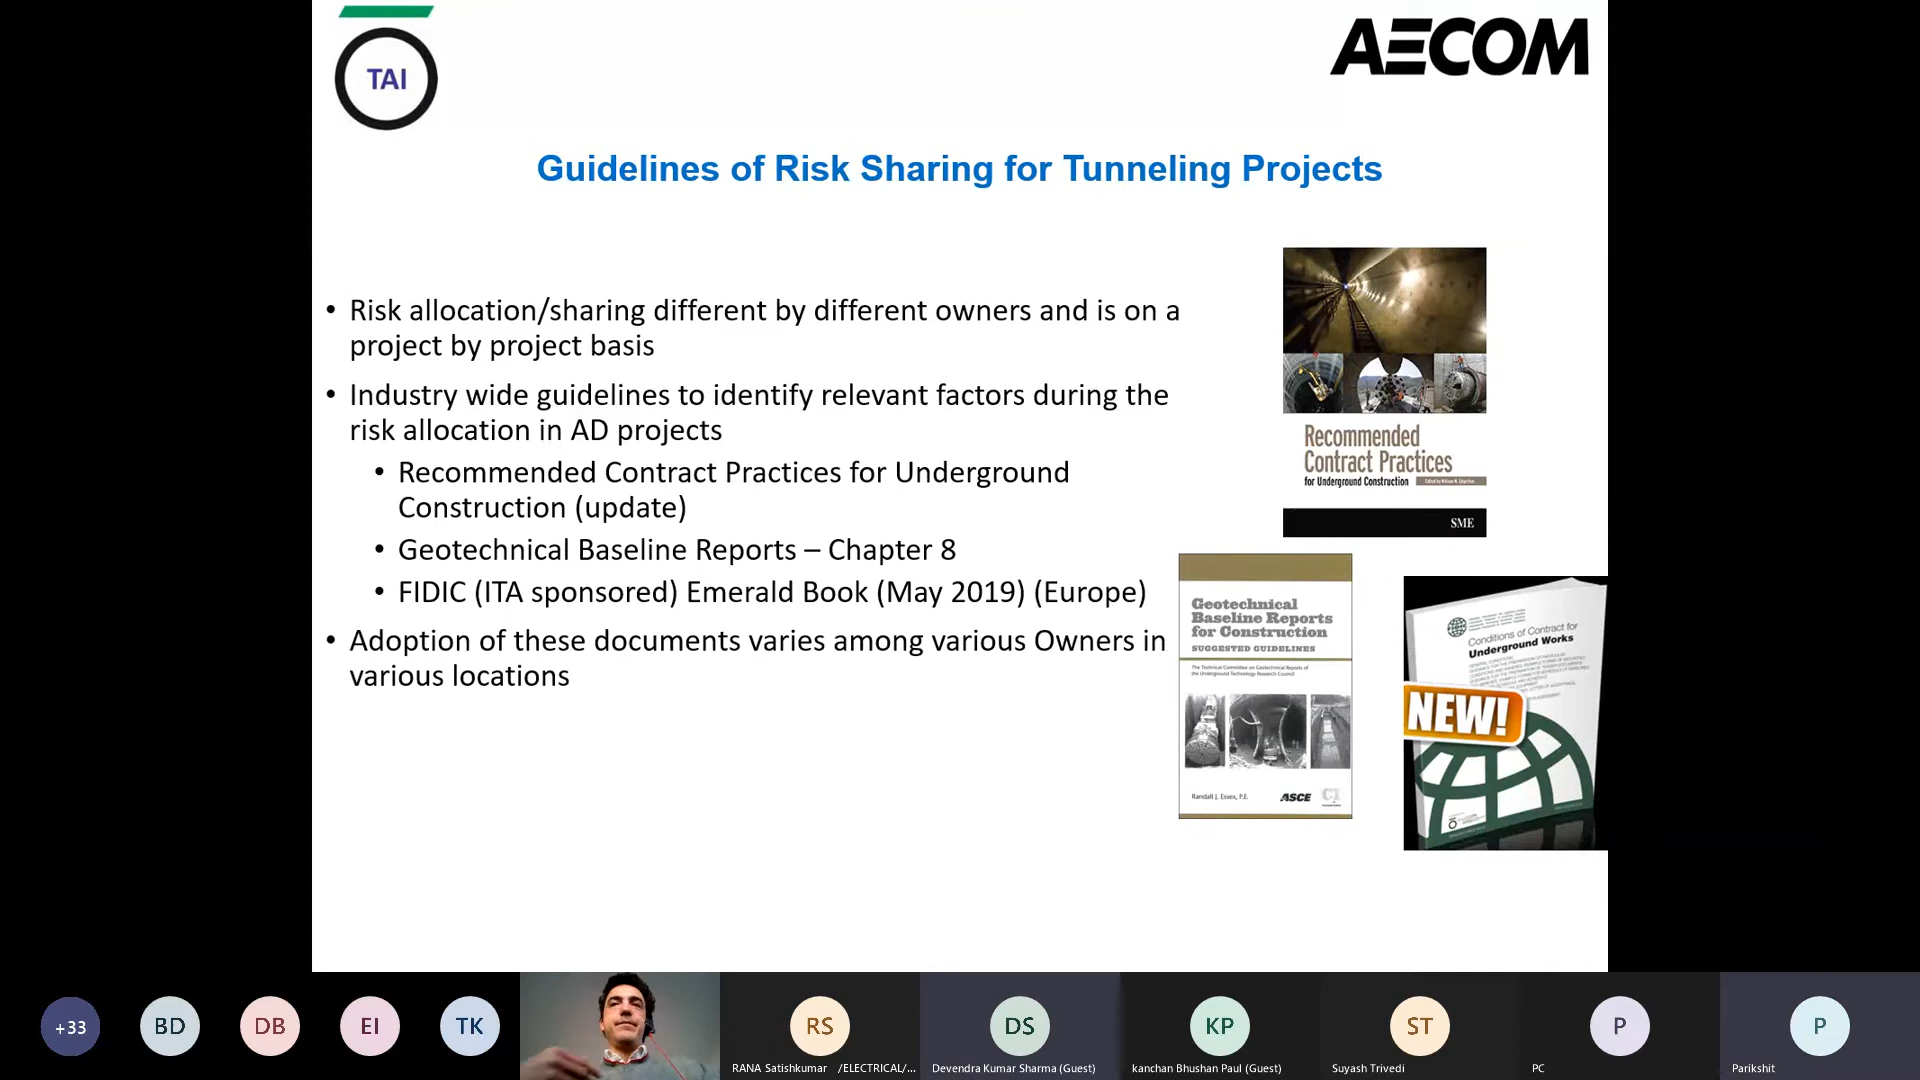 TAI
AECOM
Guidelines of Risk Sharing for Tunneling Projects
• Risk allocation/sharing different by different owners and is on a
project by project basis
• Industry wide guidelines to identify relevant factors during the
risk allocation in AD projects
• Recommended Contract Practices for Underground
Construction (update)
• Geotechnical Baseline Reports – Chapter 8
• FIDIC (ITA sponsored) Emerald Book (May 2019) (Europe)
• Adoption of these documents varies among various Owners in
various locations
Recommended
Contract Practices
for Underground Construction
SME
Geotechnical
Baseline Reports
for Construction
SUGGESTED GUIDELINES
The Technical Committee on Geotechnical Reports of
the Underground Technology Research Council
Randall J. Essex, P.E.
ASCE
Conditions of Contract for
Underground Works
NEW!
+33
BD
DB
EI
TK
RS
DS
KP
ST
P
P
RANA Satishkumar /ELECTRICAL/...
Devendra Kumar Sharma (Guest)
kanchan Bhushan Paul (Guest)
Suyash Trivedi
PC
Parikshit